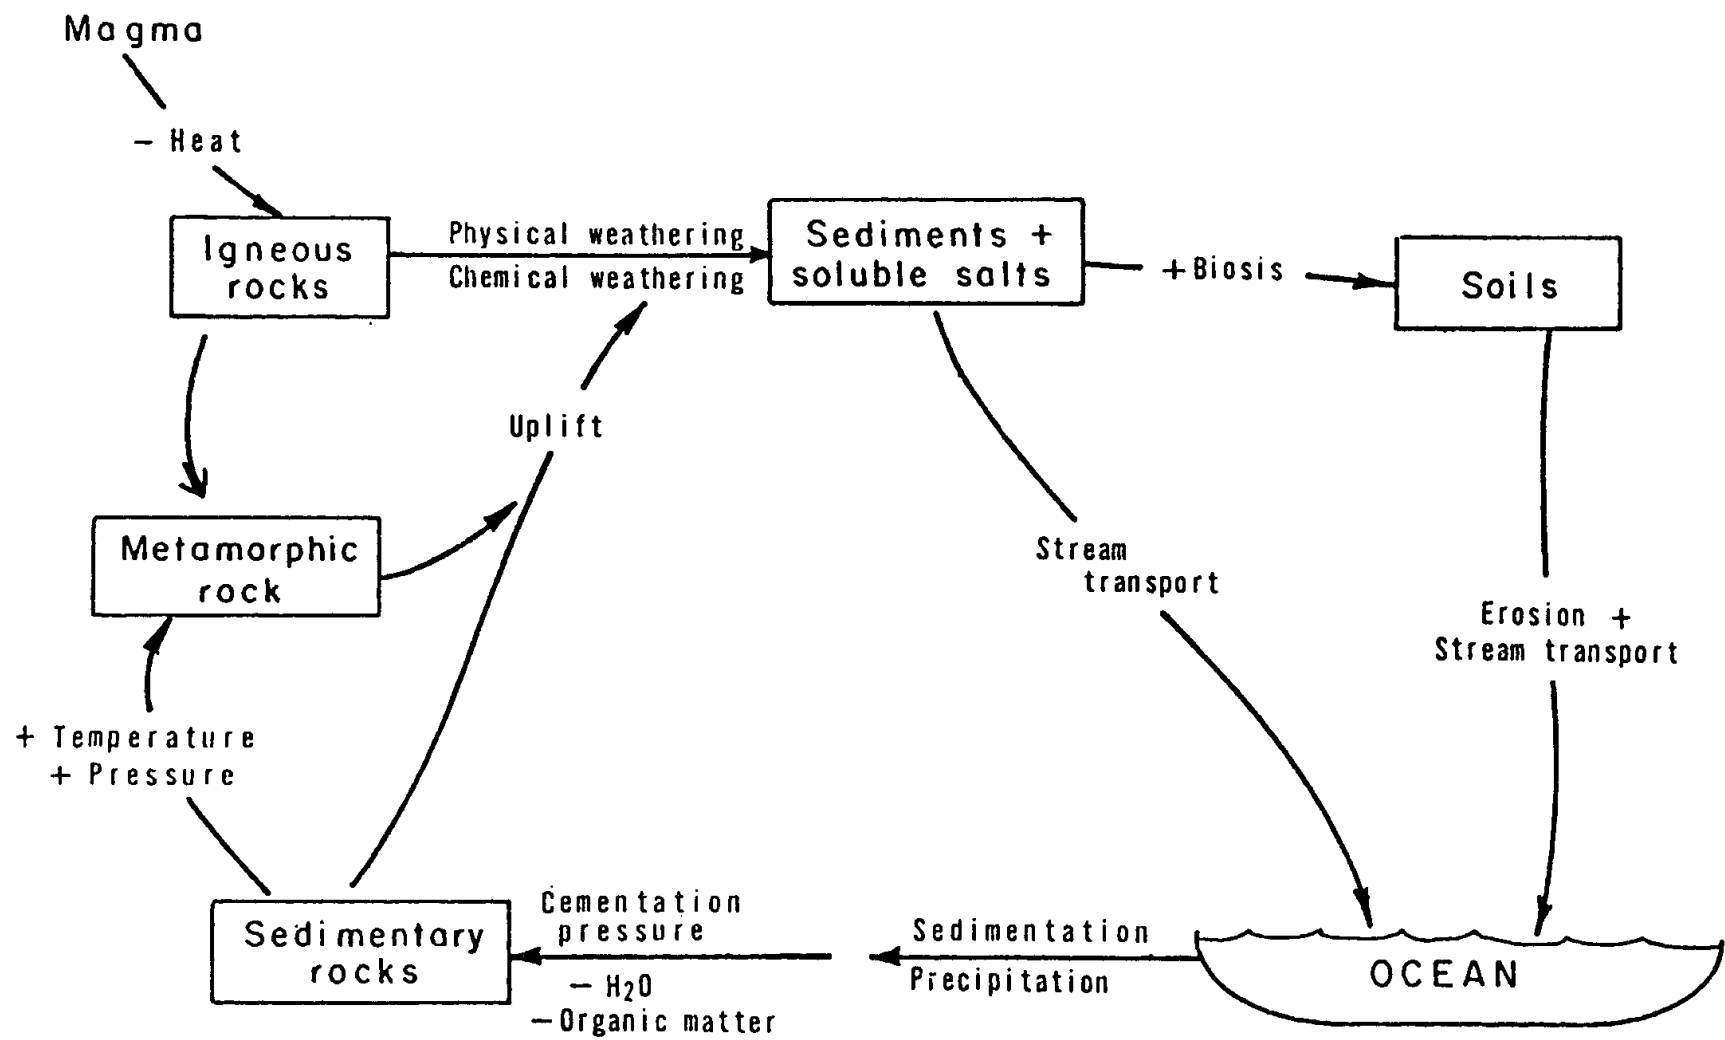 Magma
– Heat
Igneous
rocks
Physical weathering
Chemical weathering
Sediments +
soluble salts
+Biosis
Soils
Uplift
Metamorphic
rock
Stream
transport
Erosion +
Stream transport
+ Temperature
+ Pressure
Sedimentary
rocks
Cementation
pressure
– H₂O
–Organic matter
Sedimentation
Precipitation
OCEAN